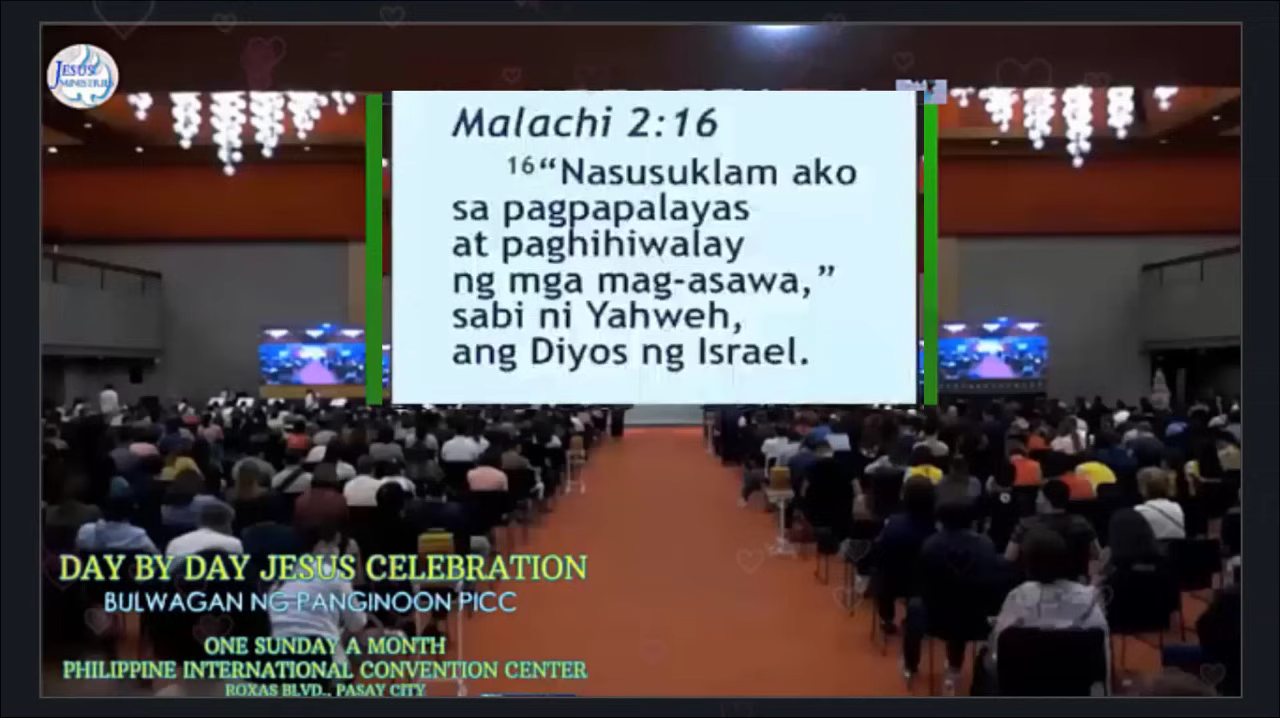 JESUS
MINISTRIES
Malachi 2:16
16“Nasusuklam ako
sa pagpapalayas
at paghihiwalay
ng mga mag-asawa,”
sabi ni Yahweh,
ang Diyos ng Israel.
DAY BY DAY JESUS CELEBRATION
BULWAGAN NG PANGINOON PICC
ONE SUNDAY A MONTH
PHILIPPINE INTERNATIONAL CONVENTION CENTER
ROXAS BLVD., PASAY CITY